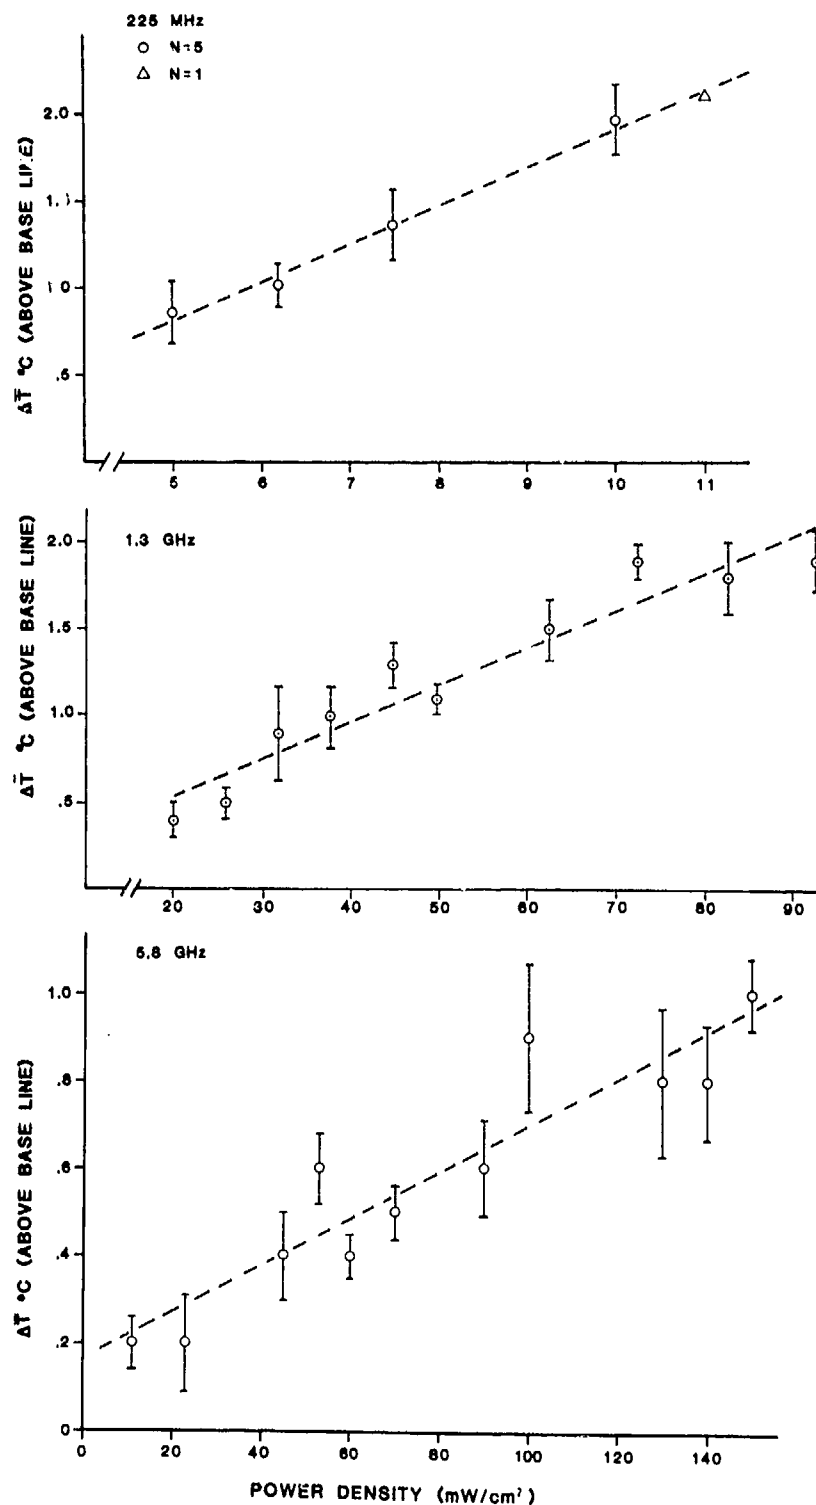 225 MHz
N=5
N=1
2.0
1.5
1.0
.5
ΔT̄ °C (ABOVE BASE LINE)
5 6 7 8 9 10 11
1.3 GHz
2.0
1.5
1.0
.5
ΔT̄ °C (ABOVE BASE LINE)
20 30 40 50 60 70 80 90
5.8 GHz
1.0
.8
.6
.4
.2
0
ΔT̄ °C (ABOVE BASE LINE)
0 20 40 60 80 100 120 140
POWER DENSITY (mW/cm²)